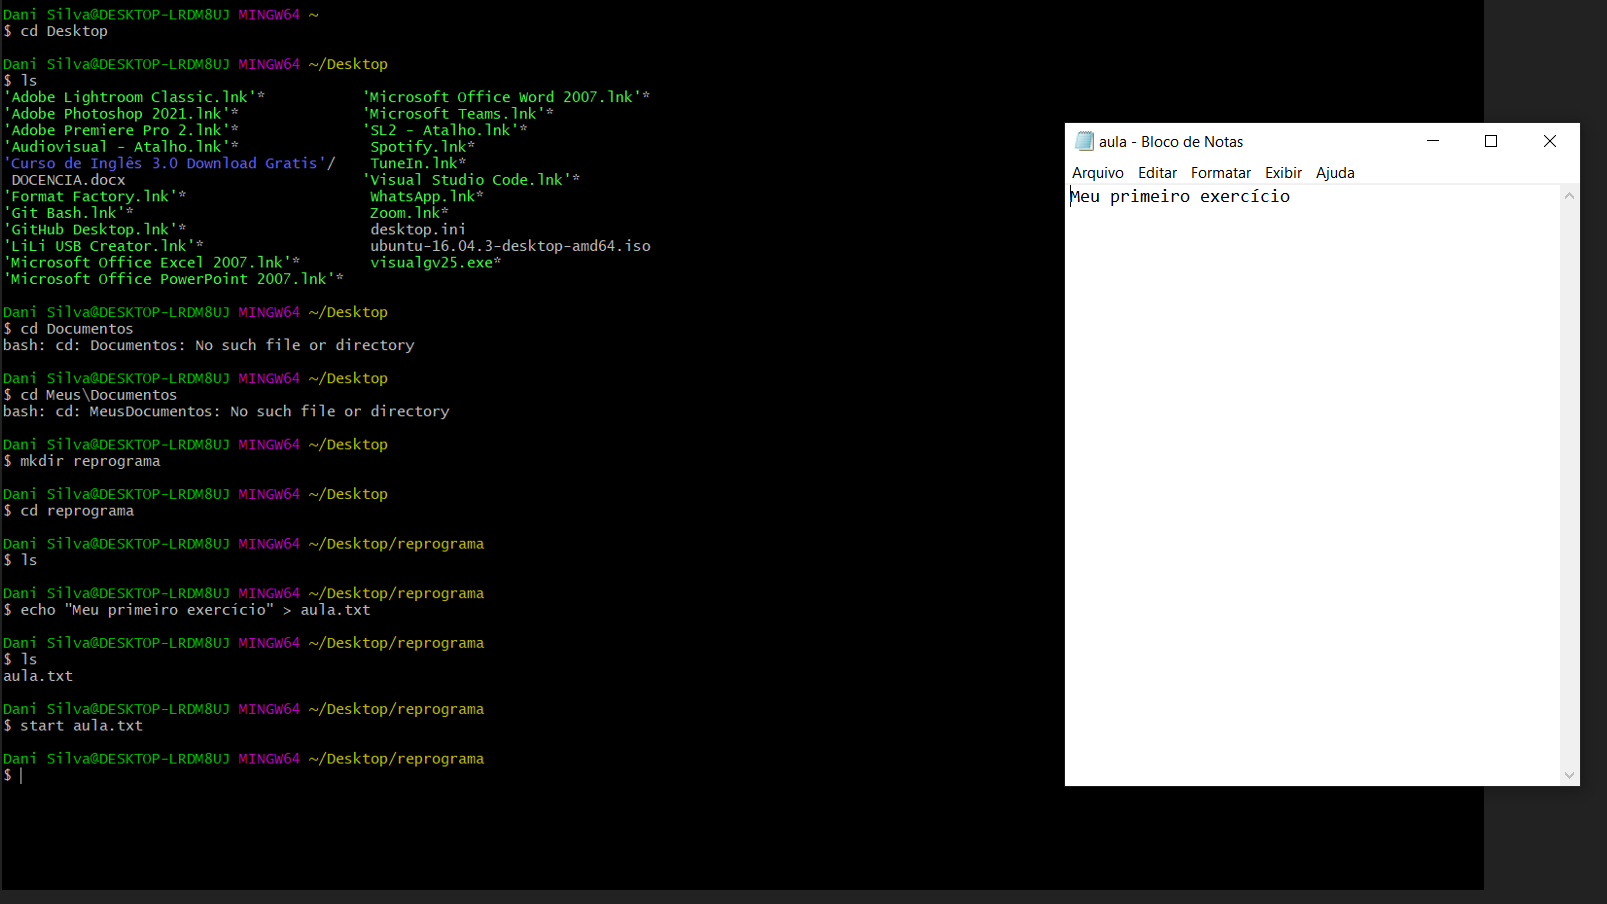 Dani Silva@DESKTOP-LRDM8UJ MINGW64 ~
$ cd Desktop
Dani Silva@DESKTOP-LRDM8UJ MINGW64 ~/Desktop
$ ls
'Adobe Lightroom Classic.lnk'* 'Microsoft Office Word 2007.lnk'*
'Adobe Photoshop 2021.lnk'* 'Microsoft Teams.lnk'*
'Adobe Premiere Pro 2.lnk'* 'SL2 - Atalho.lnk'*
'Audiovisual - Atalho.lnk'* Spotify.lnk*
'Curso de Inglês 3.0 Download Gratis'/ TuneIn.lnk*
DOCENCIA.docx 'Visual Studio Code.lnk'*
'Format Factory.lnk'* WhatsApp.lnk*
'Git Bash.lnk'* Zoom.lnk*
'GitHub Desktop.lnk'* desktop.ini
'LiLi USB Creator.lnk'* ubuntu-16.04.3-desktop-amd64.iso
'Microsoft Office Excel 2007.lnk'* visualgv25.exe*
'Microsoft Office PowerPoint 2007.lnk'*
Dani Silva@DESKTOP-LRDM8UJ MINGW64 ~/Desktop
$ cd Documentos
bash: cd: Documentos: No such file or directory
Dani Silva@DESKTOP-LRDM8UJ MINGW64 ~/Desktop
$ cd Meus\Documentos
bash: cd: MeusDocumentos: No such file or directory
Dani Silva@DESKTOP-LRDM8UJ MINGW64 ~/Desktop
$ mkdir reprograma
Dani Silva@DESKTOP-LRDM8UJ MINGW64 ~/Desktop
$ cd reprograma
Dani Silva@DESKTOP-LRDM8UJ MINGW64 ~/Desktop/reprograma
$ ls
Dani Silva@DESKTOP-LRDM8UJ MINGW64 ~/Desktop/reprograma
$ echo "Meu primeiro exercício" > aula.txt
Dani Silva@DESKTOP-LRDM8UJ MINGW64 ~/Desktop/reprograma
$ ls
aula.txt
Dani Silva@DESKTOP-LRDM8UJ MINGW64 ~/Desktop/reprograma
$ start aula.txt
Dani Silva@DESKTOP-LRDM8UJ MINGW64 ~/Desktop/reprograma
$
aula - Bloco de Notas
Arquivo Editar Formatar Exibir Ajuda
Meu primeiro exercício